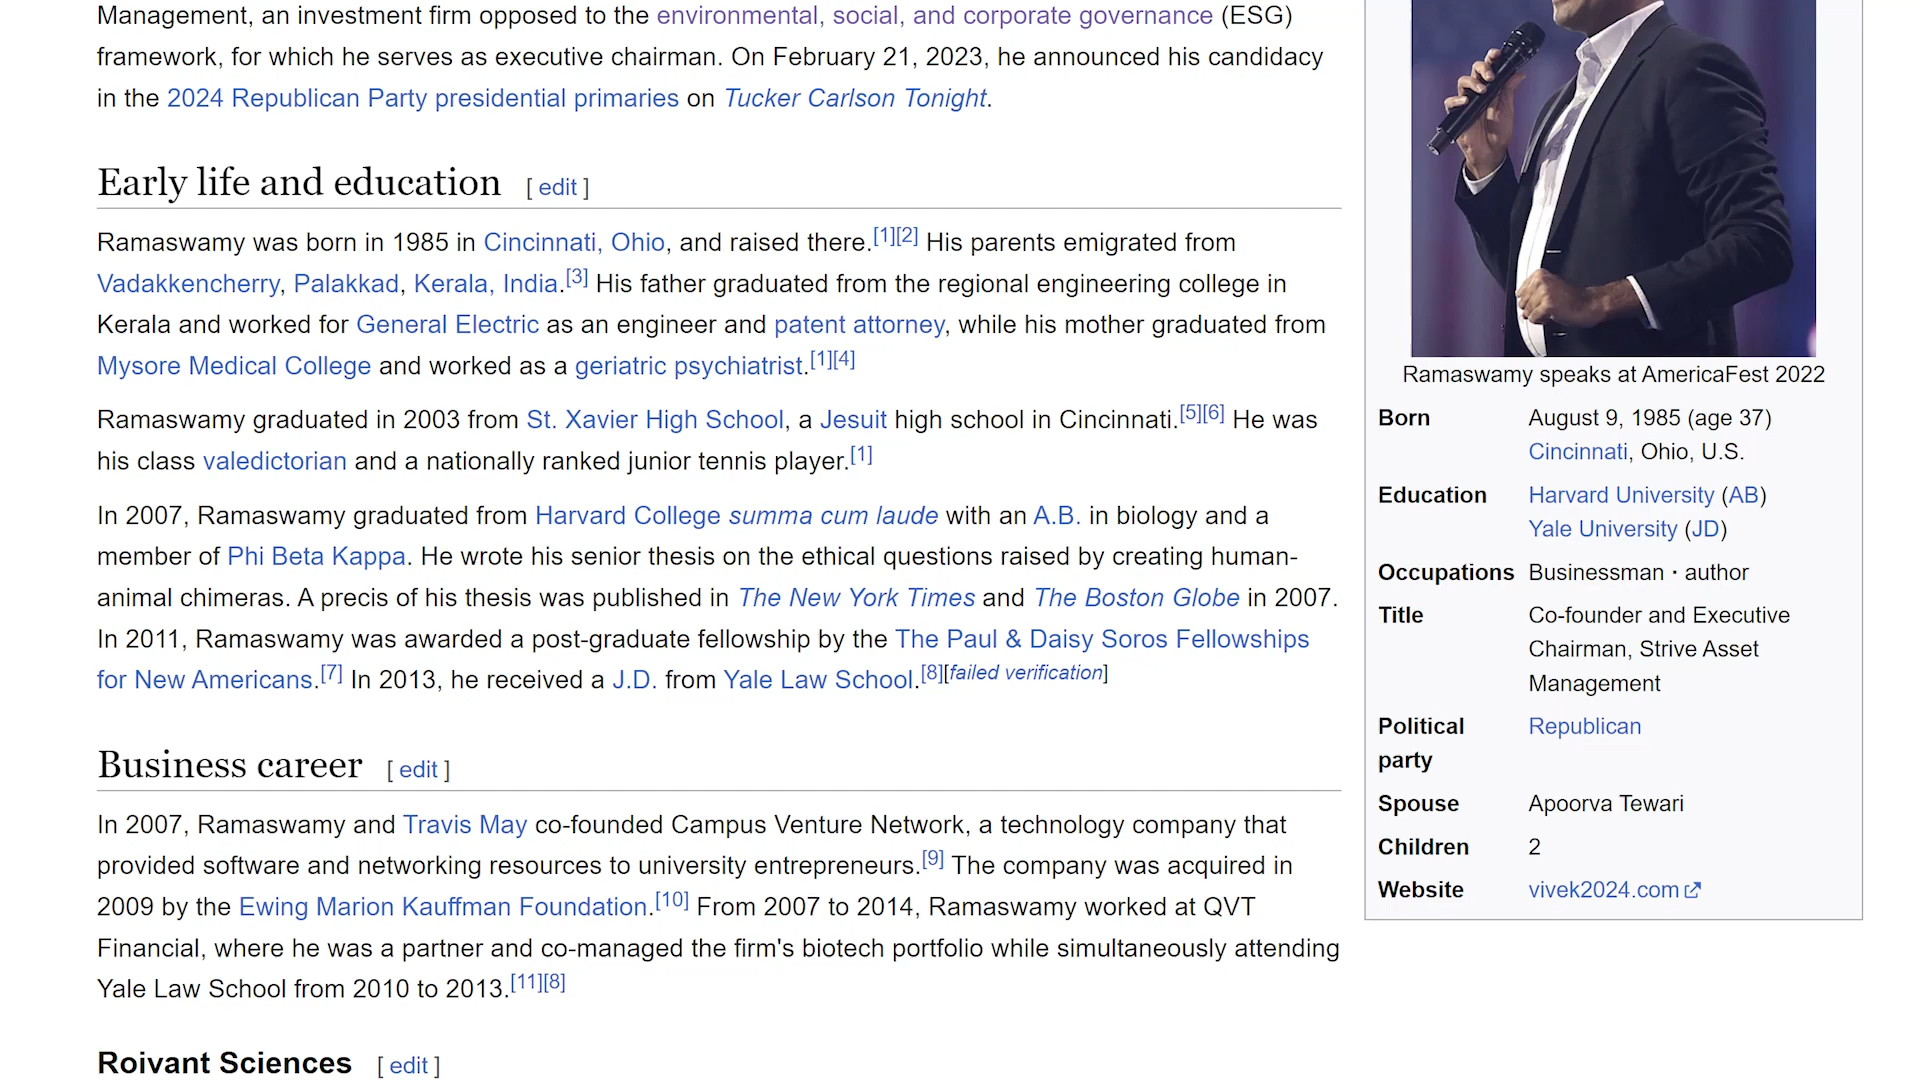 Management, an investment firm opposed to the environmental, social, and corporate governance (ESG)
framework, for which he serves as executive chairman. On February 21, 2023, he announced his candidacy
in the 2024 Republican Party presidential primaries on Tucker Carlson Tonight.
Early life and education [ edit ]
Ramaswamy was born in 1985 in Cincinnati, Ohio, and raised there.[1][2] His parents emigrated from
Vadakkencherry, Palakkad, Kerala, India.[3] His father graduated from the regional engineering college in
Kerala and worked for General Electric as an engineer and patent attorney, while his mother graduated from
Mysore Medical College and worked as a geriatric psychiatrist.[1][4]
Ramaswamy graduated in 2003 from St. Xavier High School, a Jesuit high school in Cincinnati.[5][6] He was
his class valedictorian and a nationally ranked junior tennis player.[1]
In 2007, Ramaswamy graduated from Harvard College summa cum laude with an A.B. in biology and a
member of Phi Beta Kappa. He wrote his senior thesis on the ethical questions raised by creating human-
animal chimeras. A precis of his thesis was published in The New York Times and The Boston Globe in 2007.
In 2011, Ramaswamy was awarded a post-graduate fellowship by the The Paul & Daisy Soros Fellowships
for New Americans.[7] In 2013, he received a J.D. from Yale Law School.[8][failed verification]
Business career [ edit ]
In 2007, Ramaswamy and Travis May co-founded Campus Venture Network, a technology company that
provided software and networking resources to university entrepreneurs.[9] The company was acquired in
2009 by the Ewing Marion Kauffman Foundation.[10] From 2007 to 2014, Ramaswamy worked at QVT
Financial, where he was a partner and co-managed the firm's biotech portfolio while simultaneously attending
Yale Law School from 2010 to 2013.[11][8]
Roivant Sciences [ edit ]
Ramaswamy speaks at AmericaFest 2022
Born August 9, 1985 (age 37)
Cincinnati, Ohio, U.S.
Education Harvard University (AB)
Yale University (JD)
Occupations Businessman · author
Title Co-founder and Executive
Chairman, Strive Asset
Management
Political Republican
party
Spouse Apoorva Tewari
Children 2
Website vivek2024.com